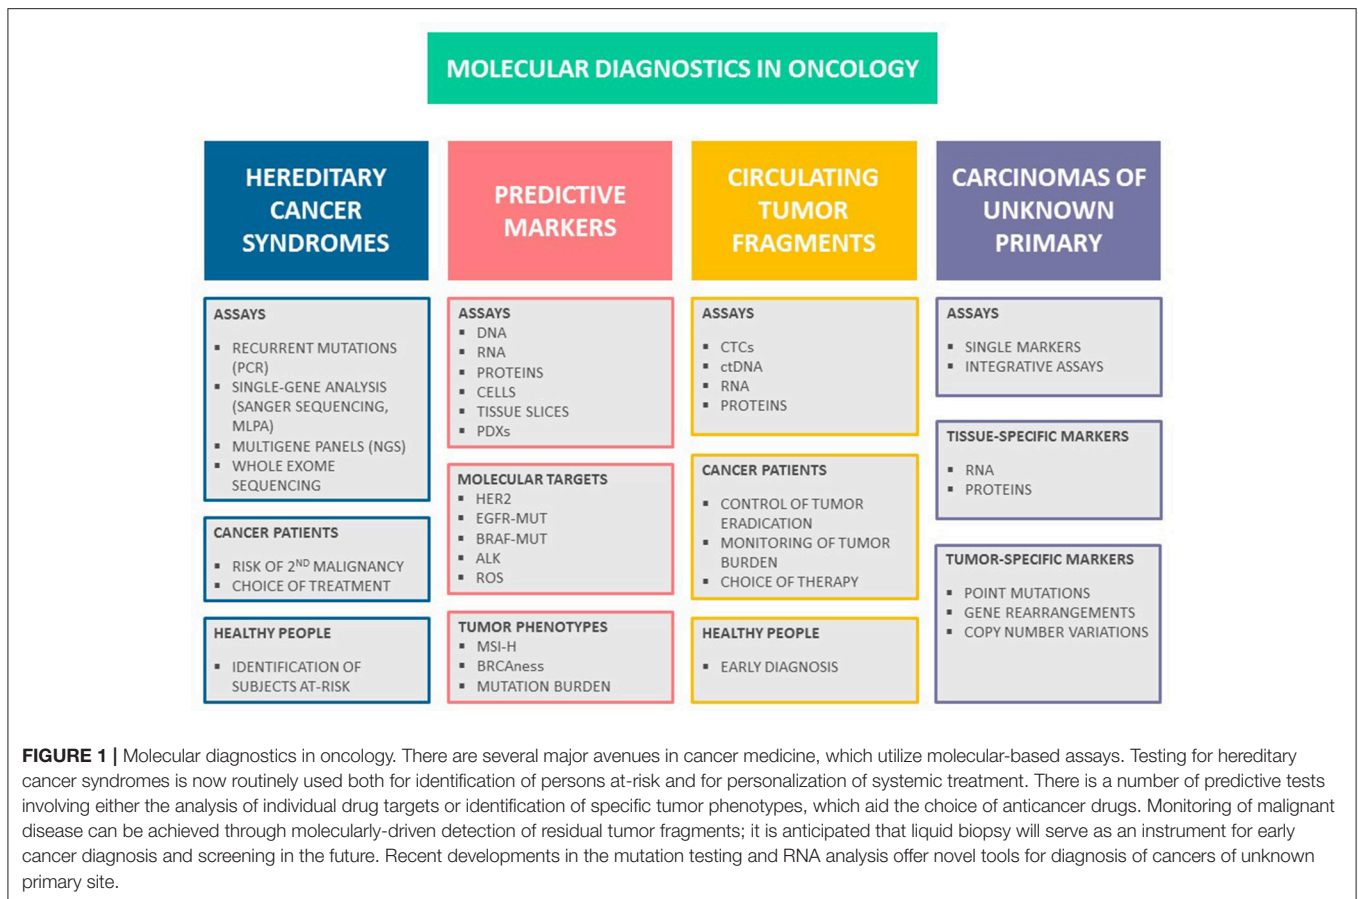 MOLECULAR DIAGNOSTICS IN ONCOLOGY
HEREDITARY
CANCER
SYNDROMES
ASSAYS
▪ RECURRENT MUTATIONS
(PCR)
▪ SINGLE-GENE ANALYSIS
(SANGER SEQUENCING,
MLPA)
▪ MULTIGENE PANELS (NGS)
▪ WHOLE EXOME
SEQUENCING
CANCER PATIENTS
▪ RISK OF 2ND MALIGNANCY
▪ CHOICE OF TREATMENT
HEALTHY PEOPLE
▪ IDENTIFICATION OF
SUBJECTS AT-RISK
PREDICTIVE
MARKERS
ASSAYS
▪ DNA
▪ RNA
▪ PROTEINS
▪ CELLS
▪ TISSUE SLICES
▪ PDXs
MOLECULAR TARGETS
▪ HER2
▪ EGFR-MUT
▪ BRAF-MUT
▪ ALK
▪ ROS
TUMOR PHENOTYPES
▪ MSI-H
▪ BRCAness
▪ MUTATION BURDEN
CIRCULATING
TUMOR
FRAGMENTS
ASSAYS
▪ CTCs
▪ ctDNA
▪ RNA
▪ PROTEINS
CANCER PATIENTS
▪ CONTROL OF TUMOR
ERADICATION
▪ MONITORING OF TUMOR
BURDEN
▪ CHOICE OF THERAPY
HEALTHY PEOPLE
▪ EARLY DIAGNOSIS
CARCINOMAS OF
UNKNOWN
PRIMARY
ASSAYS
▪ SINGLE MARKERS
▪ INTEGRATIVE ASSAYS
TISSUE-SPECIFIC MARKERS
▪ RNA
▪ PROTEINS
TUMOR-SPECIFIC MARKERS
▪ POINT MUTATIONS
▪ GENE REARRANGEMENTS
▪ COPY NUMBER VARIATIONS
FIGURE 1 | Molecular diagnostics in oncology. There are several major avenues in cancer medicine, which utilize molecular-based assays. Testing for hereditary
cancer syndromes is now routinely used both for identification of persons at-risk and for personalization of systemic treatment. There is a number of predictive tests
involving either the analysis of individual drug targets or identification of specific tumor phenotypes, which aid the choice of anticancer drugs. Monitoring of malignant
disease can be achieved through molecularly-driven detection of residual tumor fragments; it is anticipated that liquid biopsy will serve as an instrument for early
cancer diagnosis and screening in the future. Recent developments in the mutation testing and RNA analysis offer novel tools for diagnosis of cancers of unknown
primary site.